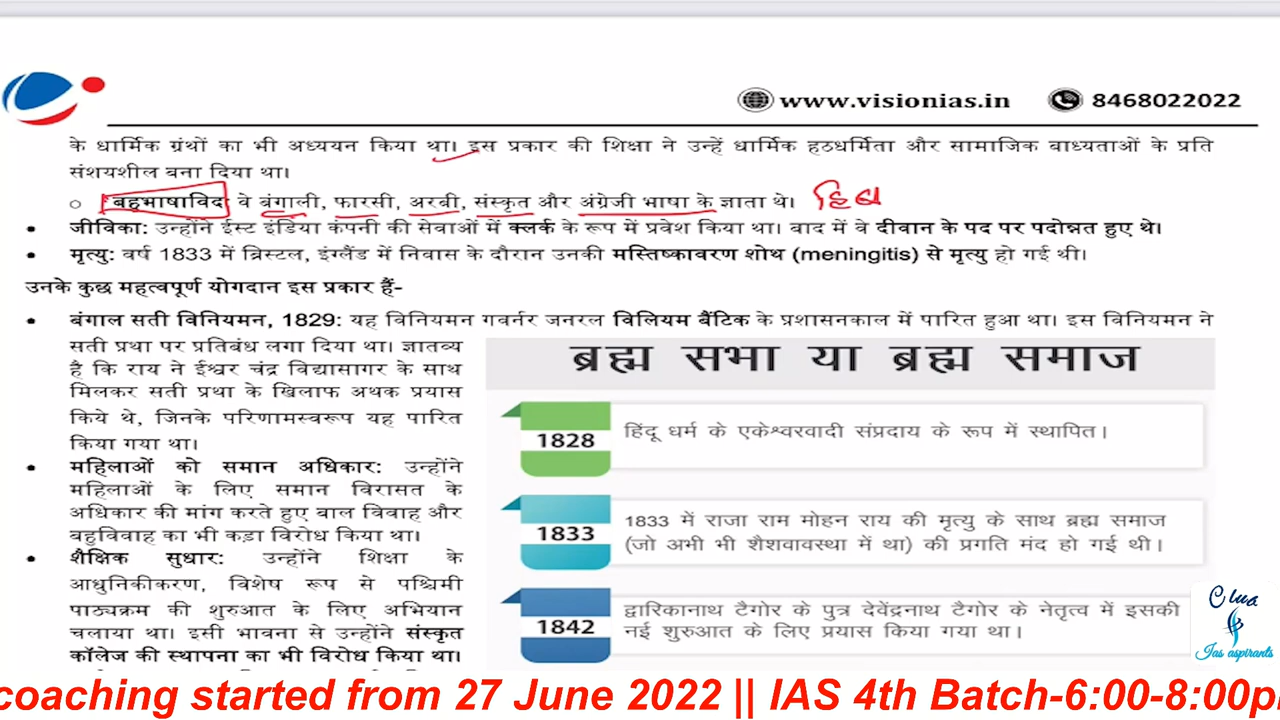 www.visionias.in 8468022022
के धार्मिक ग्रंथों का भी अध्ययन किया था। इस प्रकार की शिक्षा ने उन्हें धार्मिक हठधर्मिता और सामाजिक बाध्यताओं के प्रति
संशयशील बना दिया था।
○ बहुभाषाविद वे बंगाली, फारसी, अरबी, संस्कृत और अंग्रेजी भाषा के ज्ञाता थे।
• जीविका: उन्होंने ईस्ट इंडिया कंपनी की सेवाओं में क्लर्क के रूप में प्रवेश किया था। बाद में वे दीवान के पद पर पदोन्नत हुए थे।
• मृत्यु: वर्ष 1833 में ब्रिस्टल, इंग्लैंड में निवास के दौरान उनकी मस्तिष्कावरण शोथ (meningitis) से मृत्यु हो गई थी।
उनके कुछ महत्वपूर्ण योगदान इस प्रकार हैं-
• बंगाल सती विनियमन, 1829: यह विनियमन गवर्नर जनरल विलियम बैंटिक के प्रशासनकाल में पारित हुआ था। इस विनियमन ने
सती प्रथा पर प्रतिबंध लगा दिया था। ज्ञातव्य
है कि राय ने ईश्वर चंद्र विद्यासागर के साथ
मिलकर सती प्रथा के खिलाफ अथक प्रयास
किये थे, जिनके परिणामस्वरूप यह पारित
किया गया था।
• महिलाओं को समान अधिकार: उन्होंने
महिलाओं के लिए समान विरासत के
अधिकार की मांग करते हुए बाल विवाह और
बहुविवाह का भी कड़ा विरोध किया था।
• शैक्षिक सुधार: उन्होंने शिक्षा के
आधुनिकीकरण, विशेष रूप से पश्चिमी
पाठ्यक्रम की शुरुआत के लिए अभियान
चलाया था। इसी भावना से उन्होंने संस्कृत
कॉलेज की स्थापना का भी विरोध किया था।
ब्रह्म सभा या ब्रह्म समाज
1828 हिंदू धर्म के एकेश्वरवादी संप्रदाय के रूप में स्थापित।
1833 1833 में राजा राम मोहन राय की मृत्यु के साथ ब्रह्म समाज
(जो अभी भी शैशवावस्था में था) की प्रगति मंद हो गई थी।
1842 द्वारिकानाथ टैगोर के पुत्र देवेंद्रनाथ टैगोर के नेतृत्व में इसकी
नई शुरुआत के लिए प्रयास किया गया था।
Ias aspirants
coaching started from 27 June 2022 || IAS 4th Batch-6:00-8:00p